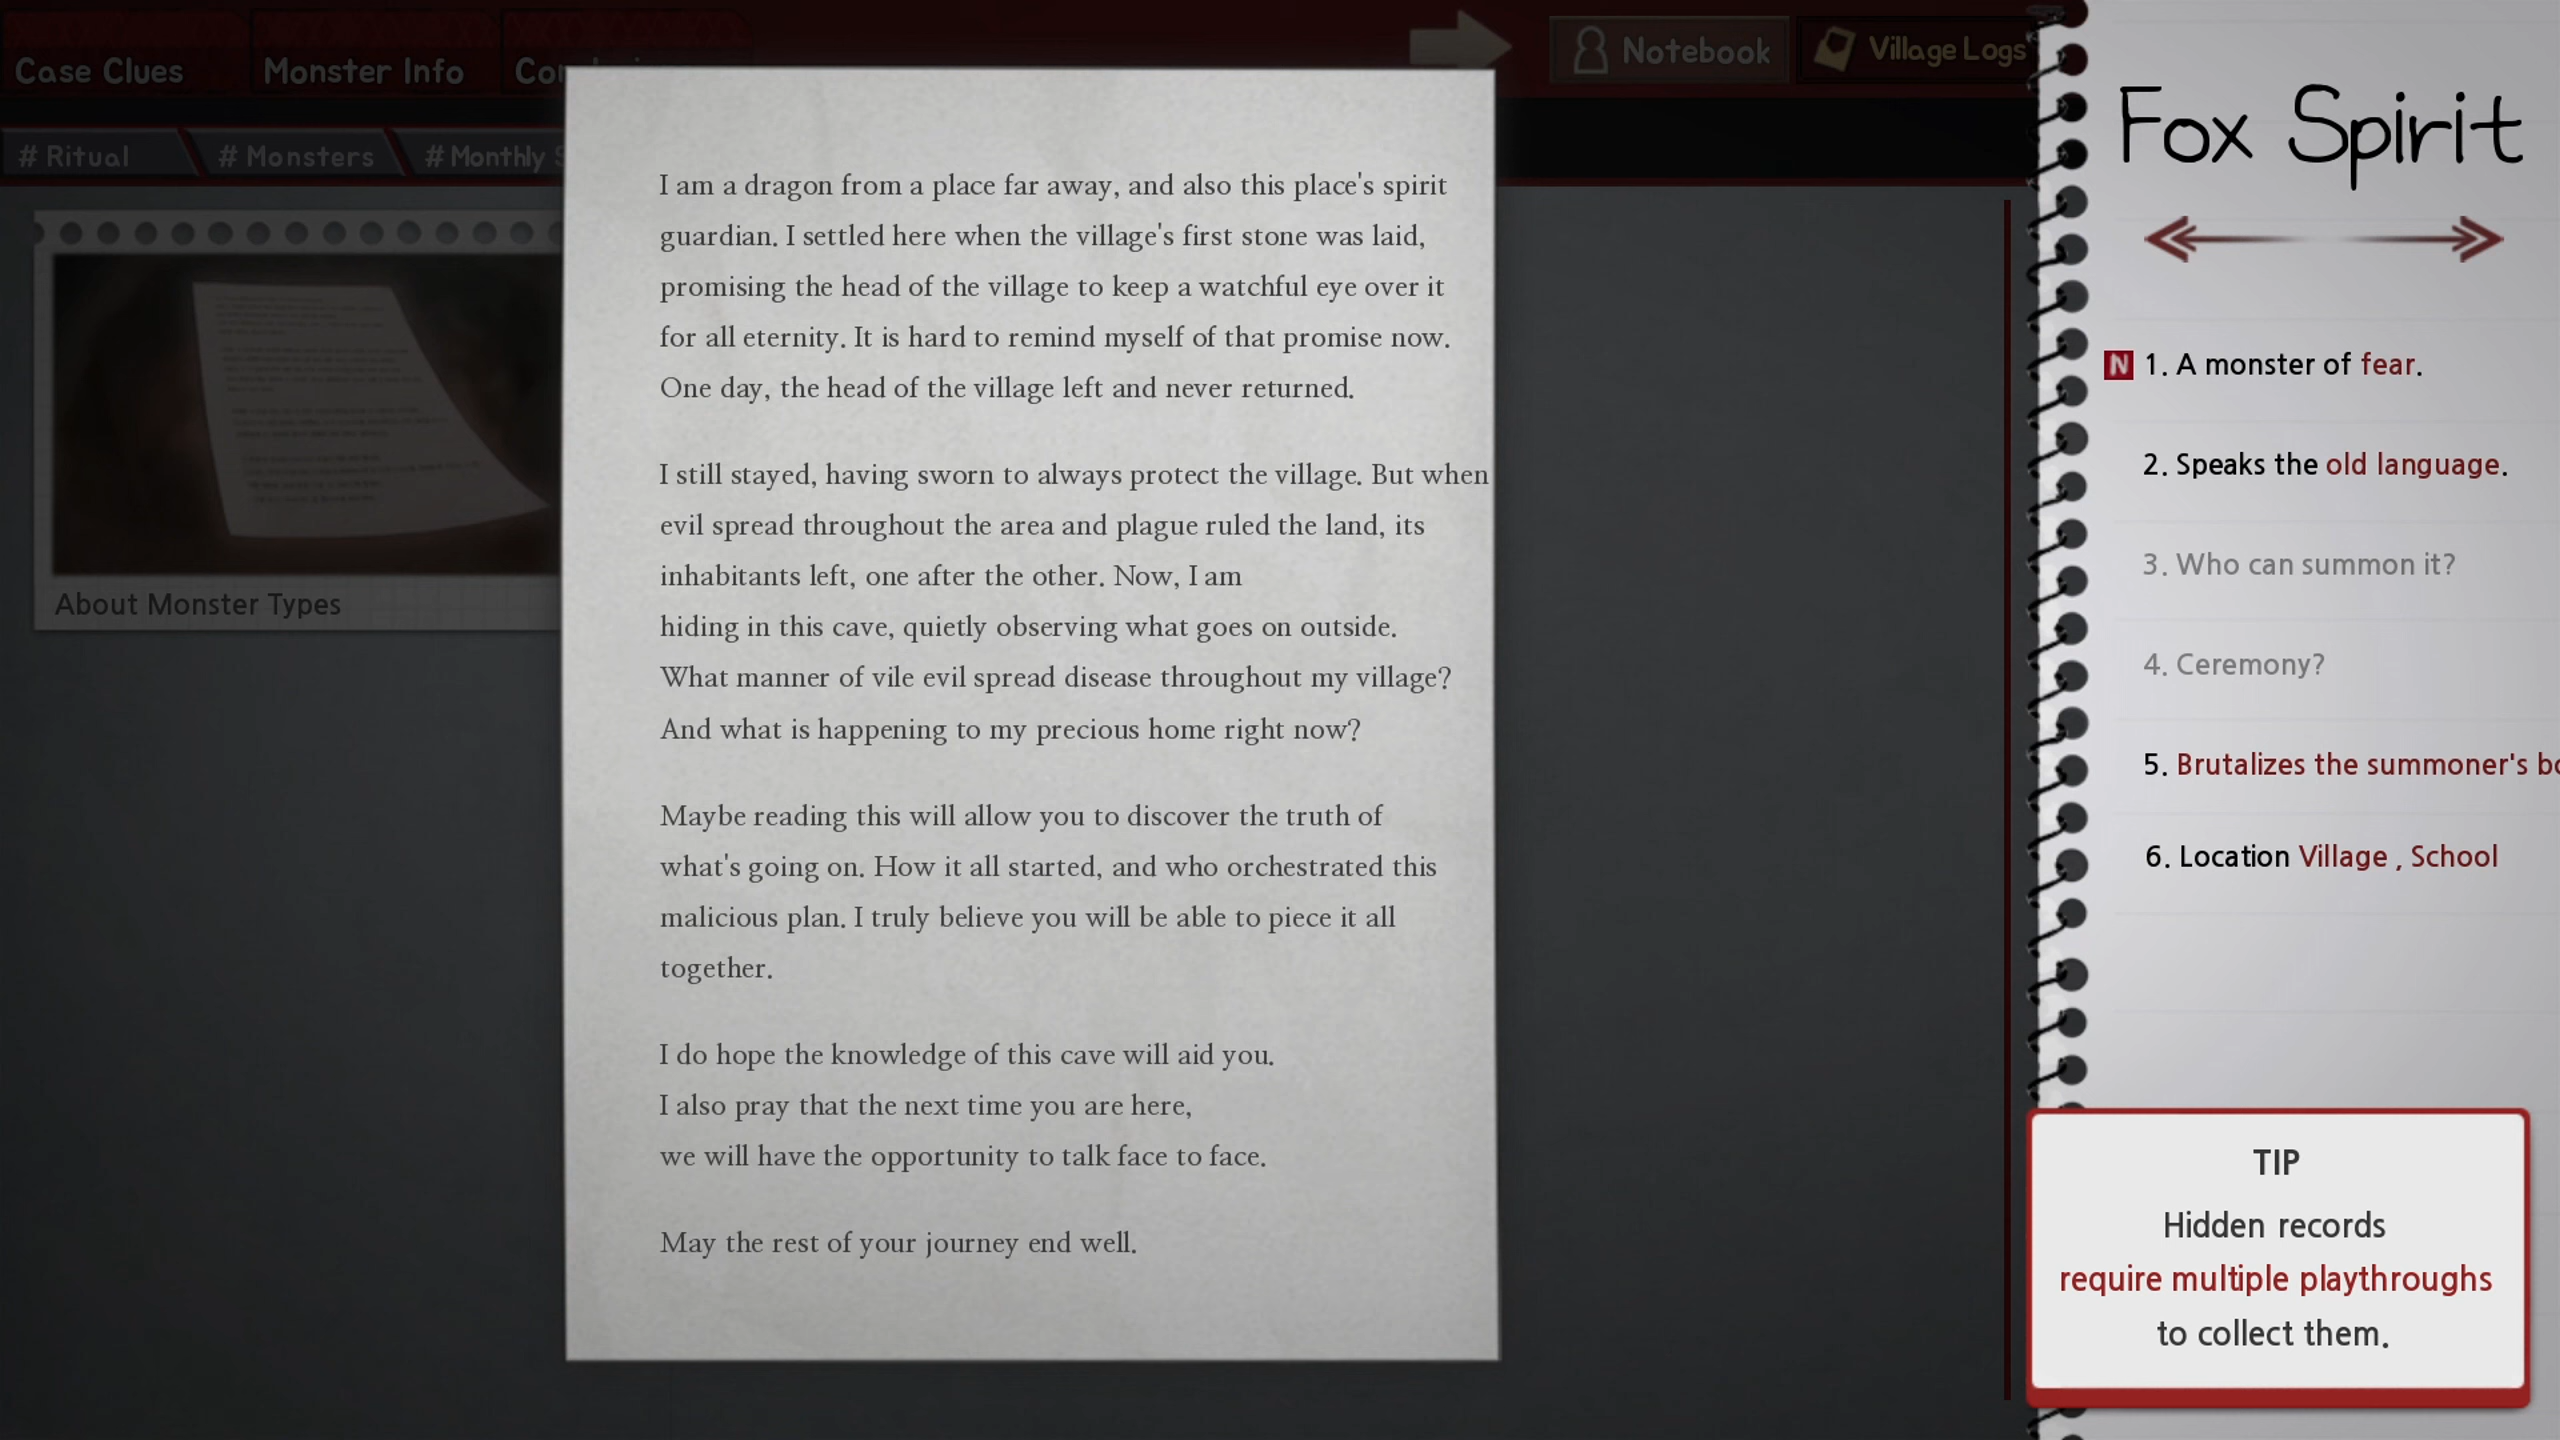 Case Clues
Monster Info
Notebook
Village Logs
# Ritual
# Monsters
# Monthly
About Monster Types
I am a dragon from a place far away, and also this place's spirit
guardian. I settled here when the village's first stone was laid,
promising the head of the village to keep a watchful eye over it
for all eternity. It is hard to remind myself of that promise now.
One day, the head of the village left and never returned.
I still stayed, having sworn to always protect the village. But when
evil spread throughout the area and plague ruled the land, its
inhabitants left, one after the other. Now, I am
hiding in this cave, quietly observing what goes on outside.
What manner of vile evil spread disease throughout my village?
And what is happening to my precious home right now?
Maybe reading this will allow you to discover the truth of
what's going on. How it all started, and who orchestrated this
malicious plan. I truly believe you will be able to piece it all
together.
I do hope the knowledge of this cave will aid you.
I also pray that the next time you are here,
we will have the opportunity to talk face to face.
May the rest of your journey end well.
Fox Spirit
N 1. A monster of fear.
2. Speaks the old language.
3. Who can summon it?
4. Ceremony?
5. Brutalizes the summoner's
6. Location Village , School
TIP
Hidden records
require multiple playthroughs
to collect them.